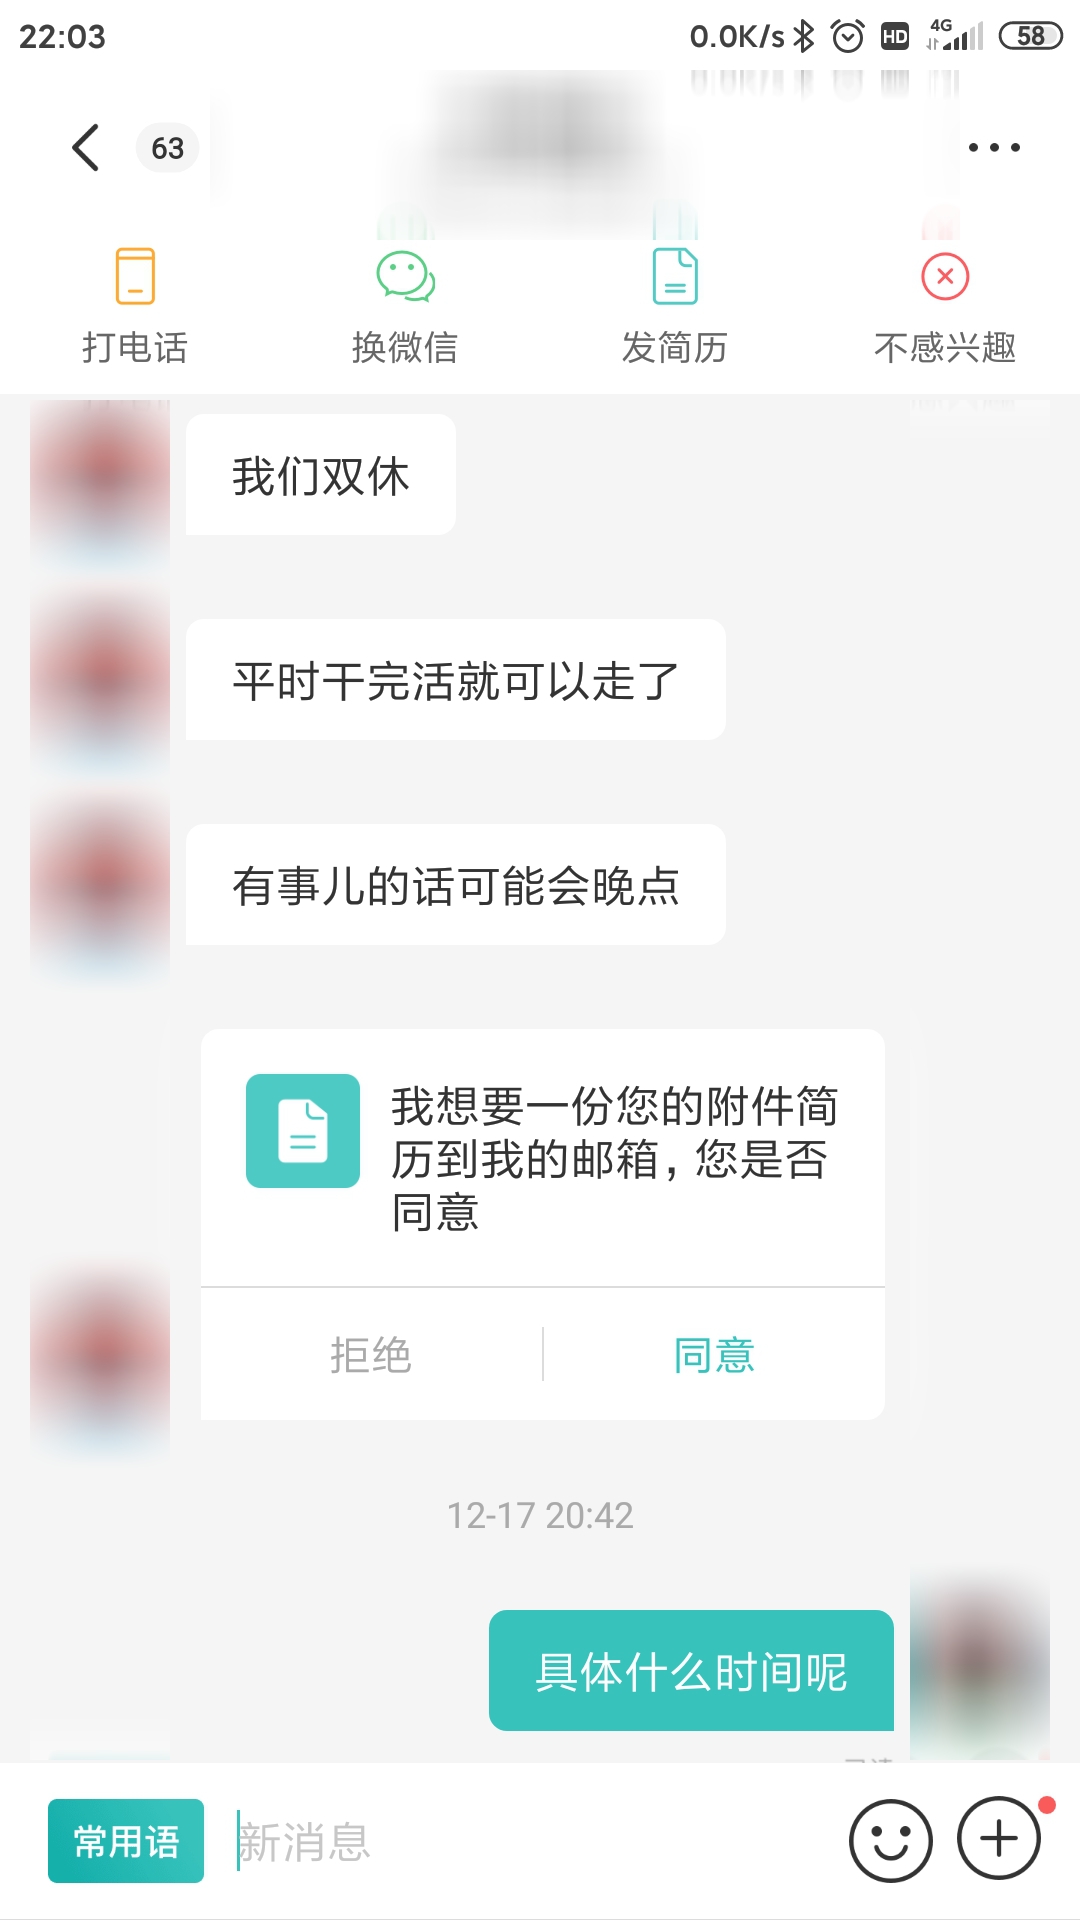 22:03 0.0K/s HD 4G 58
63
打电话 换微信 发简历 不感兴趣
我们双休
平时干完活就可以走了
有事儿的话可能会晚点
我想要一份您的附件简
历到我的邮箱，您是否
同意
拒绝 同意
12-17 20:42
具体什么时间呢
常用语 新消息